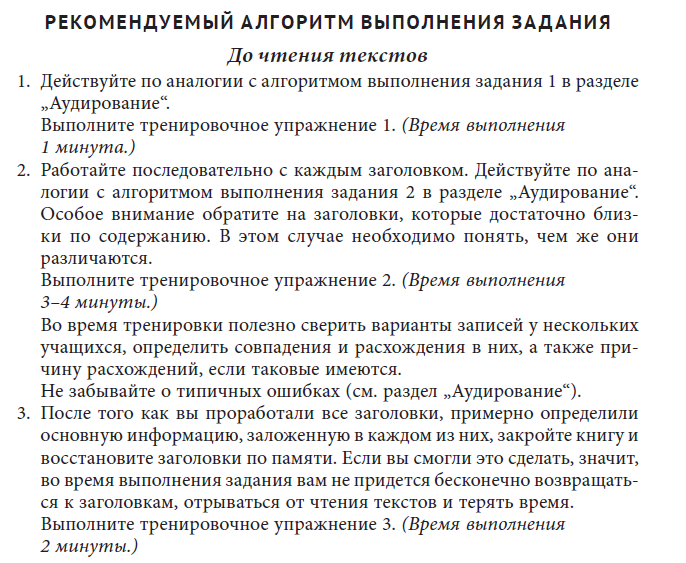 РЕКОМЕНДУЕМЫЙ АЛГОРИТМ ВЫПОЛНЕНИЯ ЗАДАНИЯ
До чтения текстов
1. Действуйте по аналогии с алгоритмом выполнения задания 1 в разделе
„Аудирование“.
Выполните тренировочное упражнение 1. (Время выполнения
1 минута.)
2. Работайте последовательно с каждым заголовком. Действуйте по ана-
логии с алгоритмом выполнения задания 2 в разделе „Аудирование“.
Особое внимание обратите на заголовки, которые достаточно близ-
ки по содержанию. В этом случае необходимо понять, чем же они
различаются.
Выполните тренировочное упражнение 2. (Время выполнения
3–4 минуты.)
Во время тренировки полезно сверить варианты записей у нескольких
учащихся, определить совпадения и расхождения в них, а также при-
чину расхождений, если таковые имеются.
Не забывайте о типичных ошибках (см. раздел „Аудирование“).
3. После того как вы проработали все заголовки, примерно определили
основную информацию, заложенную в каждом из них, закройте книгу и
восстановите заголовки по памяти. Если вы смогли это сделать, значит,
во время выполнения задания вам не придется бесконечно возвращать-
ся к заголовкам, отрываться от чтения текстов и терять время.
Выполните тренировочное упражнение 3. (Время выполнения
2 минуты.)